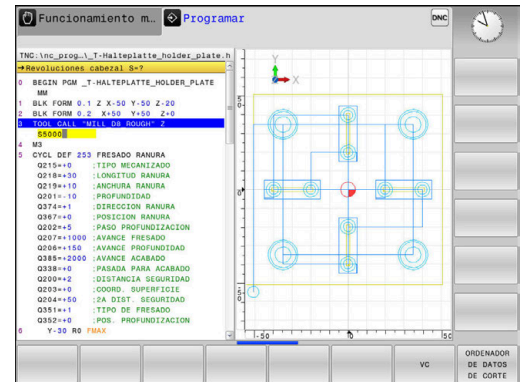 Funcionamiento m...
Programar
DNC
TNC:\nc_prog…\_T-Halteplatte_holder_plate.h
→Revoluciones cabezal S=?
0 BEGIN PGM _T-HALTEPLATTE_HOLDER_PLATE
MM
1 BLK FORM 0.1 Z X-50 Y-50 Z-20
2 BLK FORM 0.2 X+50 Y+50 Z+0
3 TOOL CALL "MILL_D8_ROUGH" Z
S5000
4 M3
5 CYCL DEF 253 FRESADO RANURA
Q215=+0 ;TIPO MECANIZADO
Q218=+30 ;LONGITUD RANURA
Q219=+10 ;ANCHURA RANURA
Q201=-10 ;PROFUNDIDAD
Q374=+1 ;DIRECCION RANURA
Q367=+0 ;POSICION RANURA
Q202=+5 ;PASO PROFUNDIZACION
Q207=+1000 ;AVANCE FRESADO
Q206=+150 ;AVANCE PROFUNDIDAD
Q385=+2000 ;AVANCE ACABADO
Q338=+0 ;PASADA PARA ACABADO
Q200=+2 ;DISTANCIA SEGURIDAD
Q203=+0 ;COORD. SUPERFICIE
Q204=+50 ;2A DIST. SEGURIDAD
Q351=+1 ;TIPO DE FRESADO
Q352=+0 ;POS. PROFUNDIZACION
6 Y-30 R0 FMAX
Y
X
50
0
-50
-50
0
50
VC
ORDENADOR
DE DATOS
DE CORTE